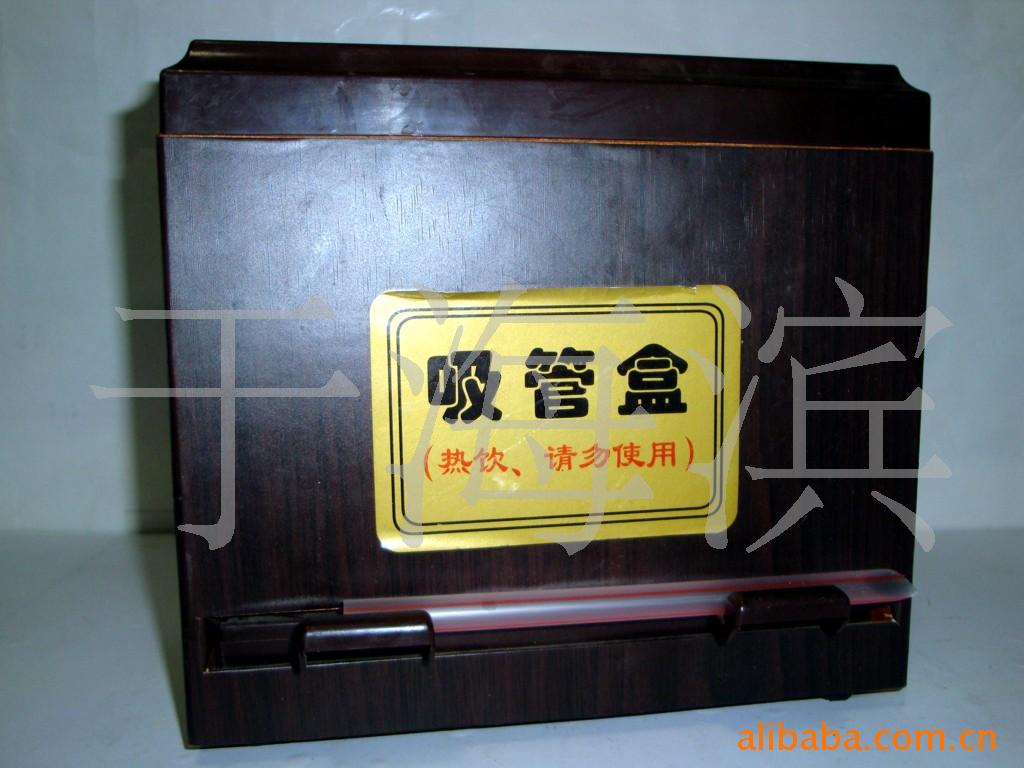 吸管盒
(热饮、请勿使用)
于海滨
alibaba.com.cn